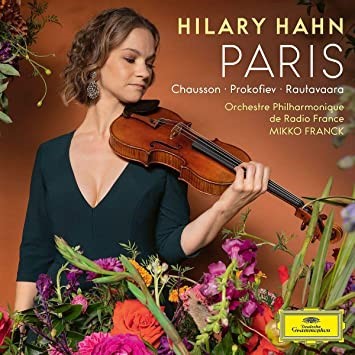 HILARY HAHN
PARIS
Chausson · Prokofiev · Rautavaara
Orchestre Philharmonique
de Radio France
MIKKO FRANCK
Deutsche
Grammophon